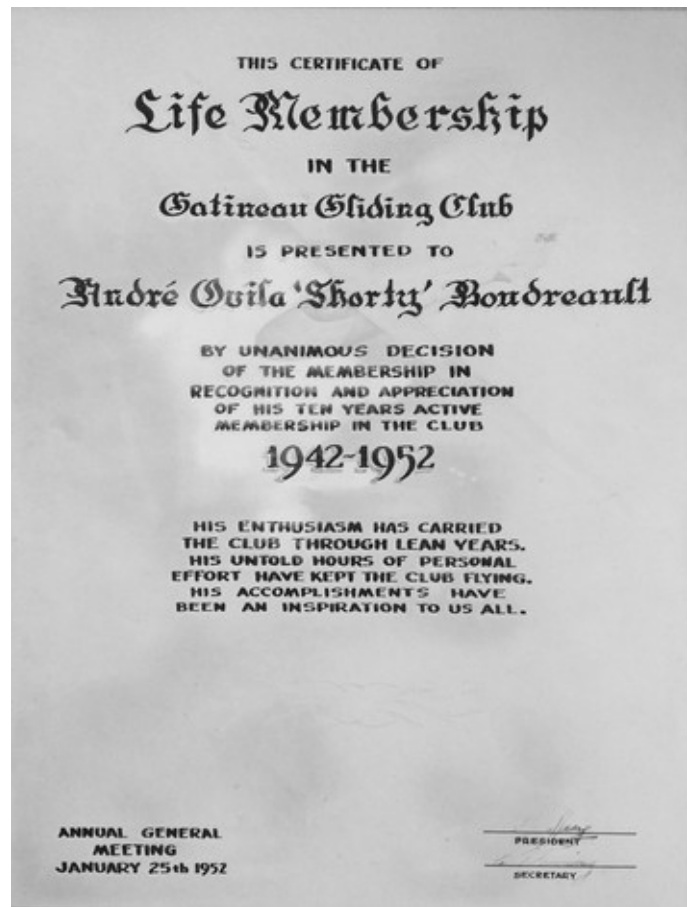 THIS CERTIFICATE OF
Life Membership
IN THE
Gatineau Gliding Club
IS PRESENTED TO
André Ovila 'Shorty' Boudreault
BY UNANIMOUS DECISION
OF THE MEMBERSHIP IN
RECOGNITION AND APPRECIATION
OF HIS TEN YEARS ACTIVE
MEMBERSHIP IN THE CLUB
1942-1952
HIS ENTHUSIASM HAS CARRIED
THE CLUB THROUGH LEAN YEARS.
HIS UNTOLD HOURS OF PERSONAL
EFFORT HAVE KEPT THE CLUB FLYING.
HIS ACCOMPLISHMENTS HAVE
BEEN AN INSPIRATION TO US ALL.
ANNUAL GENERAL
MEETING
JANUARY 25th 1952
PRESIDENT
SECRETARY